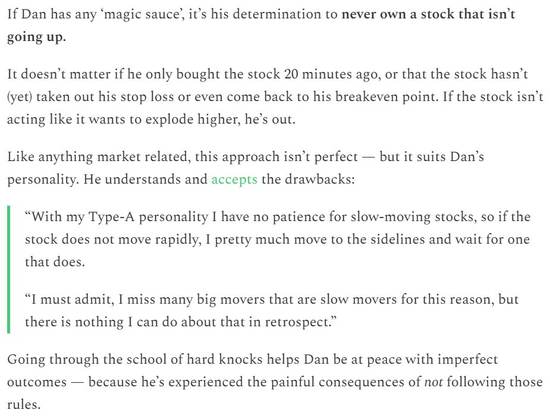 If Dan has any ‘magic sauce’, it’s his determination to never own a stock that isn’t
going up.
It doesn’t matter if he only bought the stock 20 minutes ago, or that the stock hasn’t
(yet) taken out his stop loss or even come back to his breakeven point. If the stock isn’t
acting like it wants to explode higher, he’s out.
Like anything market related, this approach isn’t perfect — but it suits Dan’s
personality. He understands and accepts the drawbacks:
“With my Type-A personality I have no patience for slow-moving stocks, so if the
stock does not move rapidly, I pretty much move to the sidelines and wait for one
that does.
“I must admit, I miss many big movers that are slow movers for this reason, but
there is nothing I can do about that in retrospect.”
Going through the school of hard knocks helps Dan be at peace with imperfect
outcomes — because he’s experienced the painful consequences of not following those
rules.